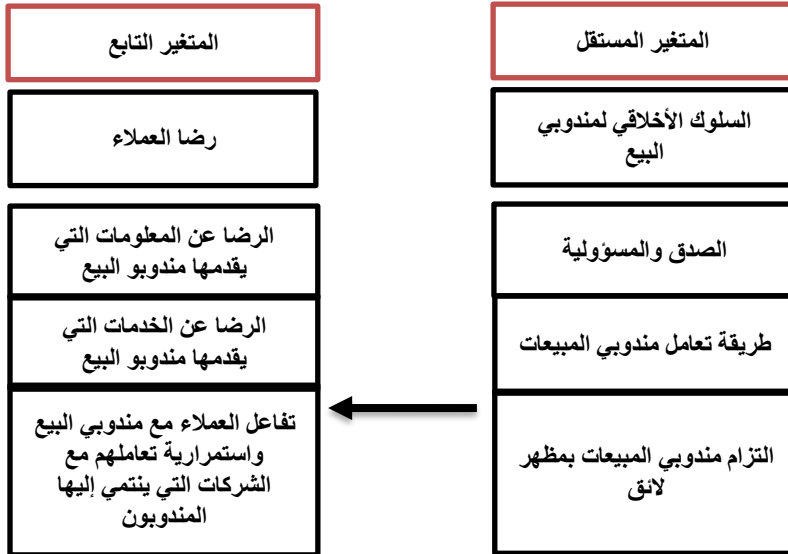 المتغير المستقل
السلوك الأخلاقي لمندوبي
البيع
الصدق والمسؤولية
طريقة تعامل مندوبي المبيعات
التزام مندوبي المبيعات بمظهر
لائق
المتغير التابع
رضا العملاء
الرضا عن المعلومات التي
يقدمها مندوبو البيع
الرضا عن الخدمات التي
يقدمها مندوبو البيع
تفاعل العملاء مع مندوبي البيع
واستمرارية تعاملهم مع
الشركات التي ينتمي إليها
المندوبون